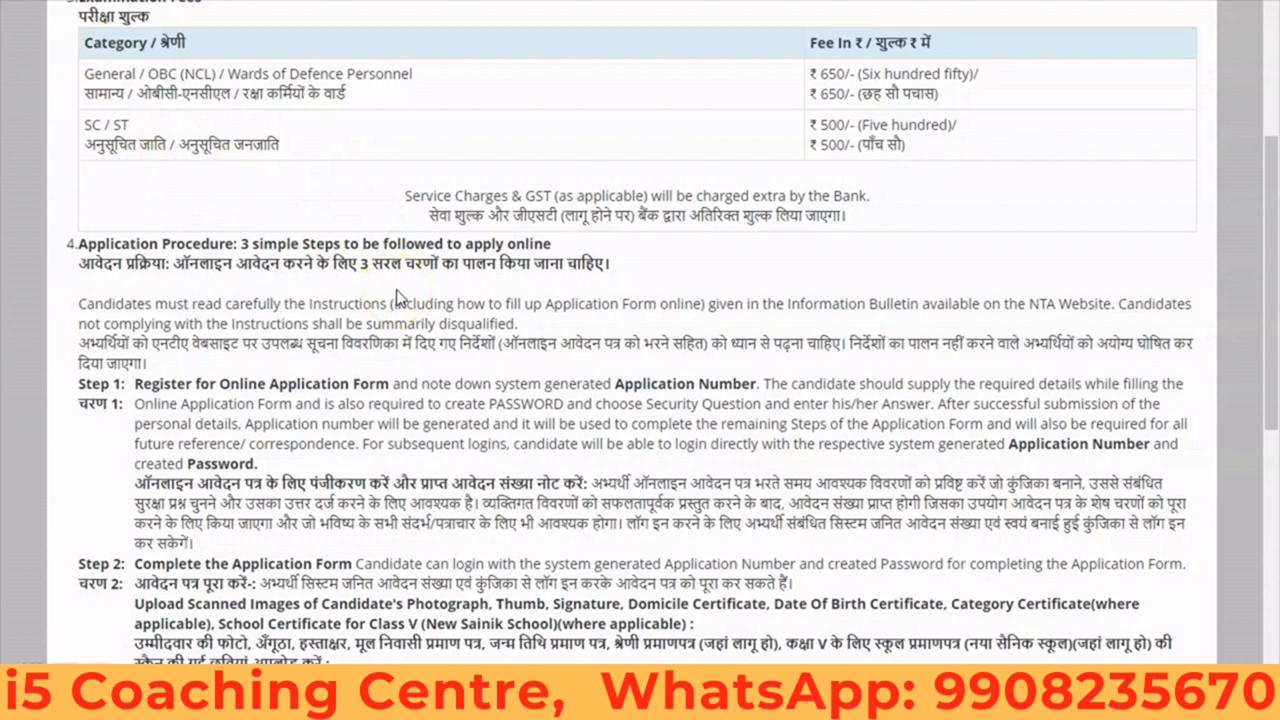 परीक्षा शुल्क
Category / श्रेणी
Fee In ₹ / शुल्क ₹ में
General / OBC (NCL) / Wards of Defence Personnel
सामान्य / ओबीसी-एनसीएल / रक्षा कर्मियों के वार्ड
₹ 650/- (Six hundred fifty)/
₹ 650/- (छह सौ पचास)
SC / ST
अनुसूचित जाति / अनुसूचित जनजाति
₹ 500/- (Five hundred)/
₹ 500/- (पाँच सौ)
Service Charges & GST (as applicable) will be charged extra by the Bank.
सेवा शुल्क और जीएसटी (लागू होने पर) बैंक द्वारा अतिरिक्त शुल्क लिया जाएगा।
4.Application Procedure: 3 simple Steps to be followed to apply online
आवेदन प्रक्रिया: ऑनलाइन आवेदन करने के लिए 3 सरल चरणों का पालन किया जाना चाहिए।
Candidates must read carefully the Instructions (including how to fill up Application Form online) given in the Information Bulletin available on the NTA Website. Candidates
not complying with the Instructions shall be summarily disqualified.
अभ्यर्थियों को एनटीए वेबसाइट पर उपलब्ध सूचना विवरणिका में दिए गए निर्देशों (ऑनलाइन आवेदन पत्र को भरने सहित) को ध्यान से पढ़ना चाहिए। निर्देशों का पालन नहीं करने वाले अभ्यर्थियों को अयोग्य घोषित कर
दिया जाएगा।
Step 1: Register for Online Application Form and note down system generated Application Number. The candidate should supply the required details while filling the
चरण 1: Online Application Form and is also required to create PASSWORD and choose Security Question and enter his/her Answer. After successful submission of the
personal details, Application number will be generated and it will be used to complete the remaining Steps of the Application Form and will also be required for all
future reference/ correspondence. For subsequent logins, candidate will be able to login directly with the respective system generated Application Number and
created Password.
ऑनलाइन आवेदन पत्र के लिए पंजीकरण करें और प्राप्त आवेदन संख्या नोट करें: अभ्यर्थी ऑनलाइन आवेदन पत्र भरते समय आवश्यक विवरणों को प्रविष्ट करें जो कुंजिका बनाने, उससे संबंधित
सुरक्षा प्रश्न चुनने और उसका उत्तर दर्ज करने के लिए आवश्यक है। व्यक्तिगत विवरणों को सफलतापूर्वक प्रस्तुत करने के बाद, आवेदन संख्या प्राप्त होगी जिसका उपयोग आवेदन पत्र के शेष चरणों को पूरा
करने के लिए किया जाएगा और जो भविष्य के सभी संदर्भ/पत्राचार के लिए भी आवश्यक होगा। लॉग इन करने के लिए अभ्यर्थी संबंधित सिस्टम जनित आवेदन संख्या एवं स्वयं बनाई हुई कुंजिका से लॉग इन
कर सकेगें।
Step 2: Complete the Application Form Candidate can login with the system generated Application Number and created Password for completing the Application Form.
चरण 2: आवेदन पत्र पूरा करें-: अभ्यर्थी सिस्टम जनित आवेदन संख्या एवं कुंजिका से लॉग इन करके आवेदन पत्र को पूरा कर सकते हैं।
Upload Scanned Images of Candidate's Photograph, Thumb, Signature, Domicile Certificate, Date Of Birth Certificate, Category Certificate(where
applicable), School Certificate for Class V (New Sainik School)(where applicable) :
उम्मीदवार की फोटो, अँगूठा, हस्ताक्षर, मूल निवासी प्रमाण पत्र, जन्म तिथि प्रमाण पत्र, श्रेणी प्रमाणपत्र (जहां लागू हो), कक्षा V के लिए स्कूल प्रमाणपत्र (नया सैनिक स्कूल)(जहां लागू हो) की
i5 Coaching Centre, WhatsApp: 9908235670